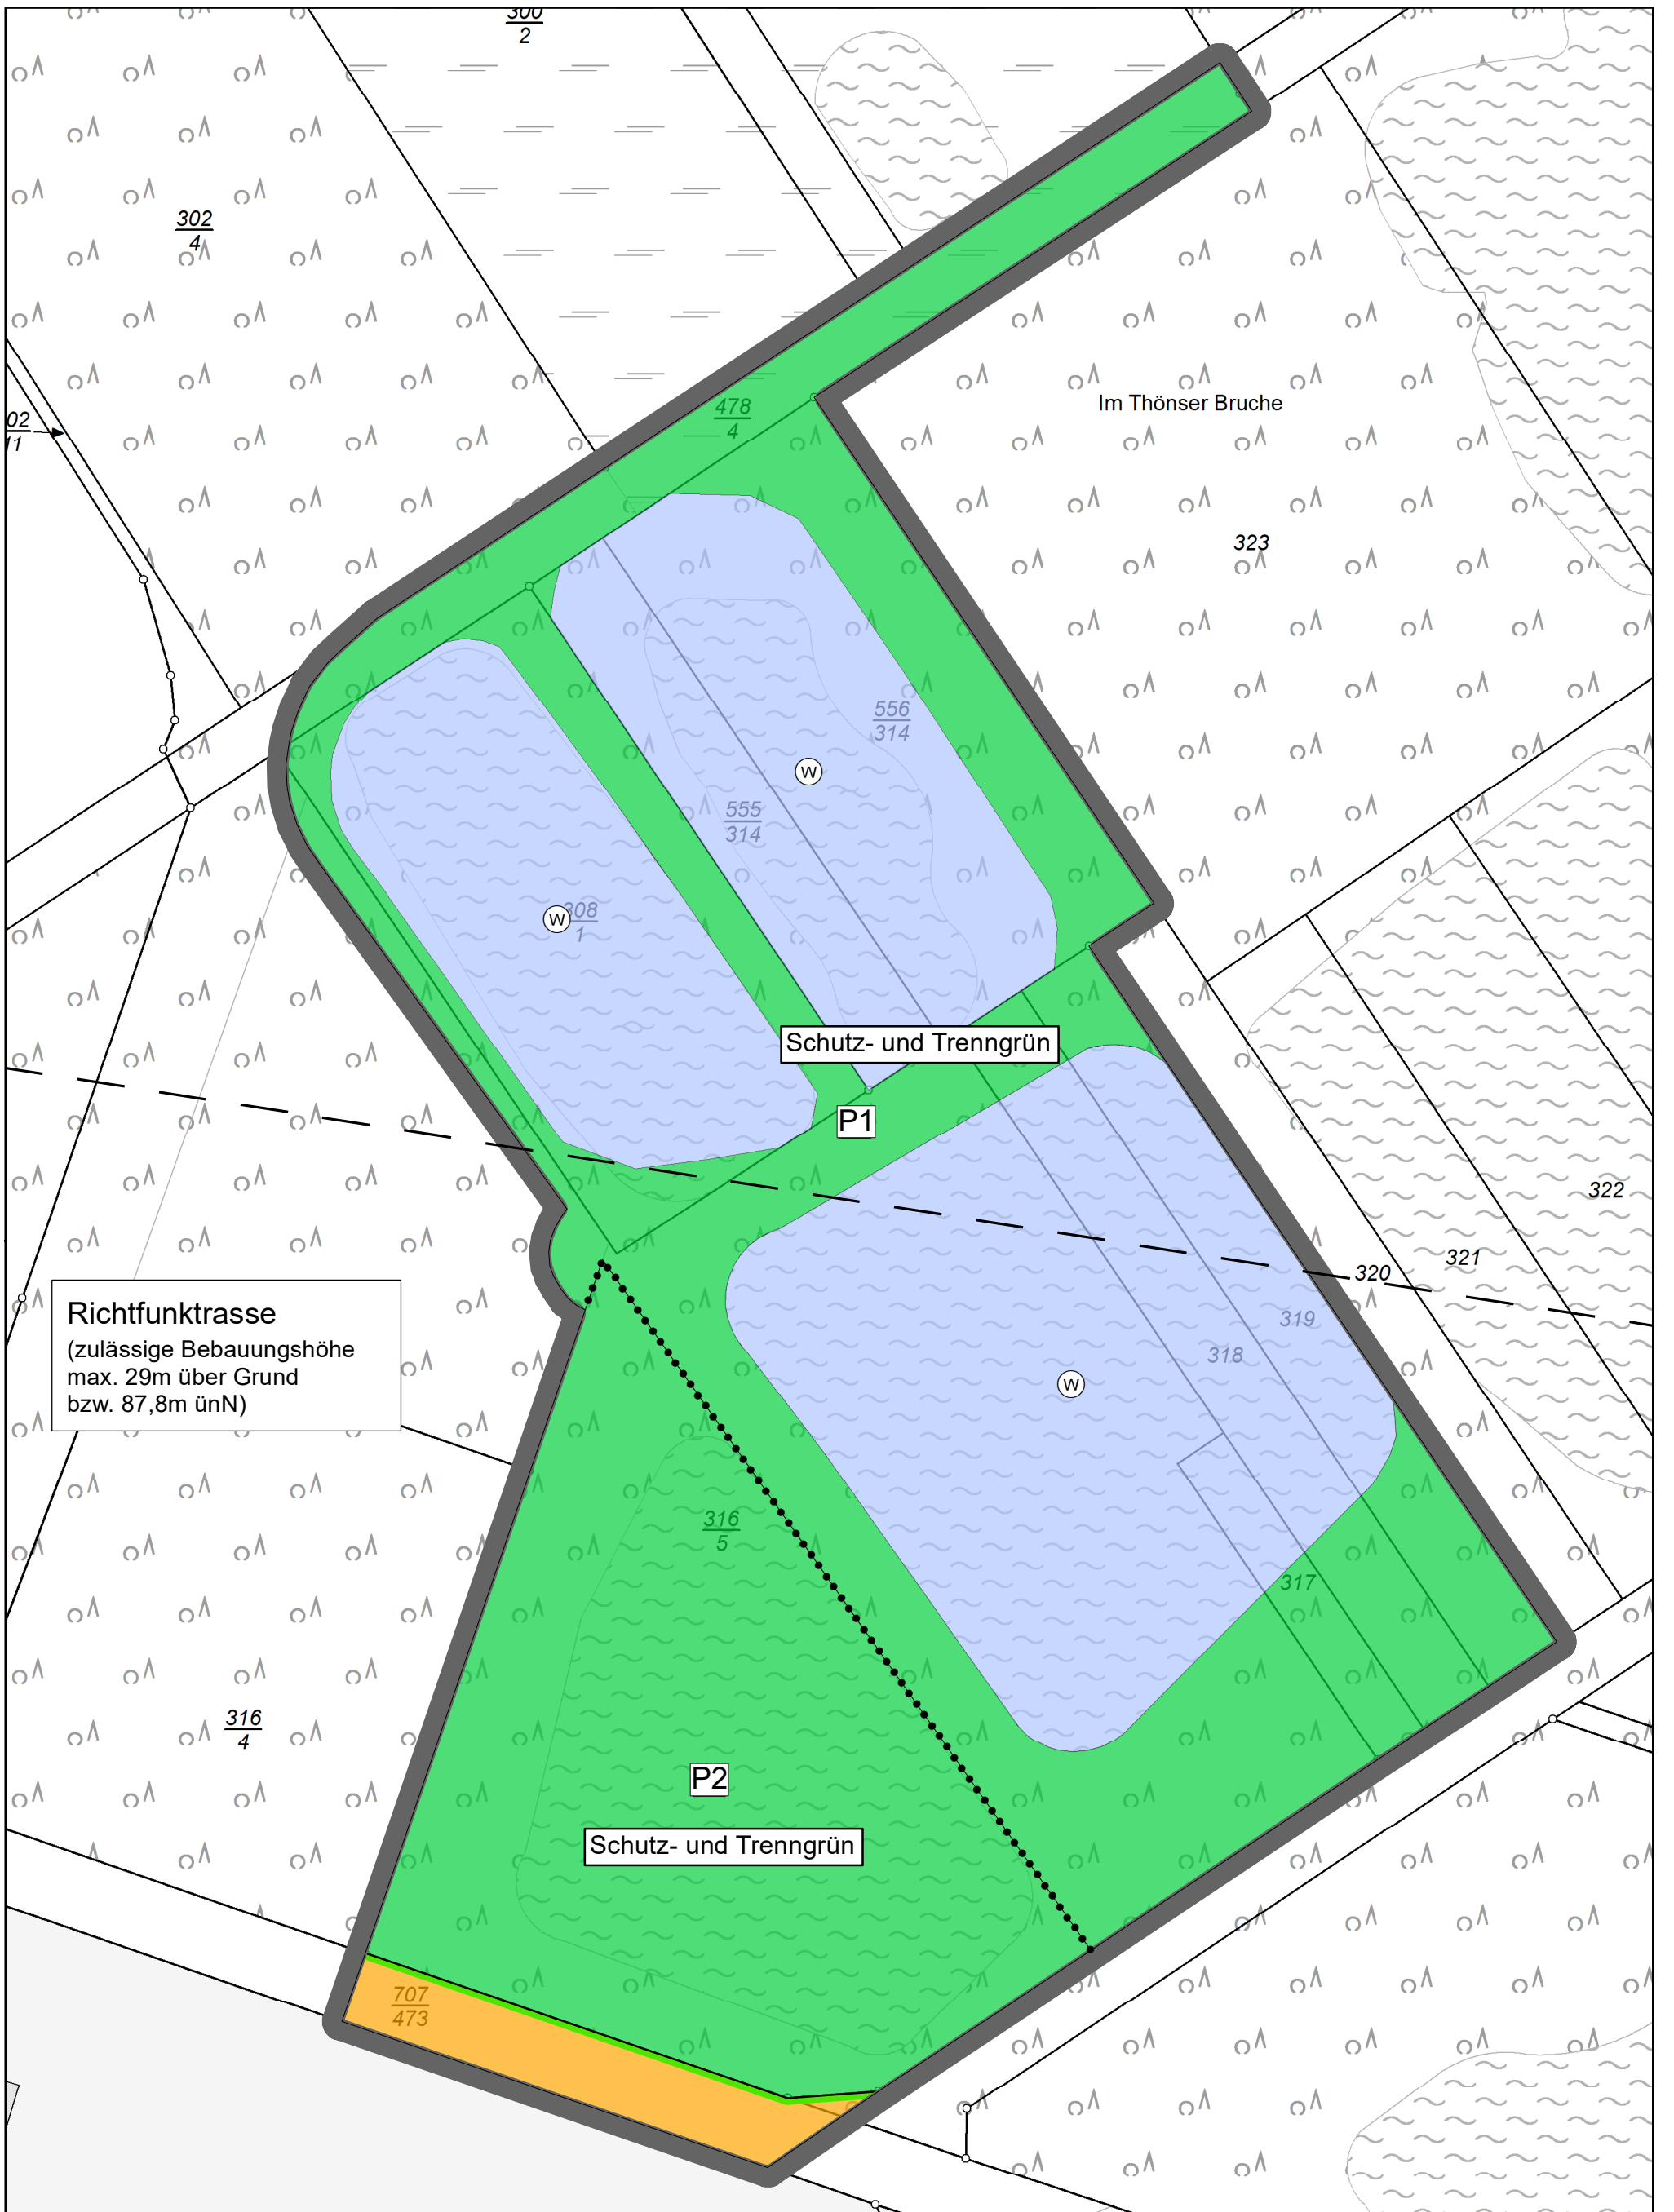 300
2
302
4
02
11
478
4
Im Thönser Bruche
323
556
314
W
555
314
W
308
1
Schutz- und Trenngrün
P1
322
321
320
319
318
Richtfunktrasse
(zulässige Bebauungshöhe
max. 29m über Grund
bzw. 87,8m ünN)
W
316
5
317
316
4
P2
Schutz- und Trenngrün
707
473